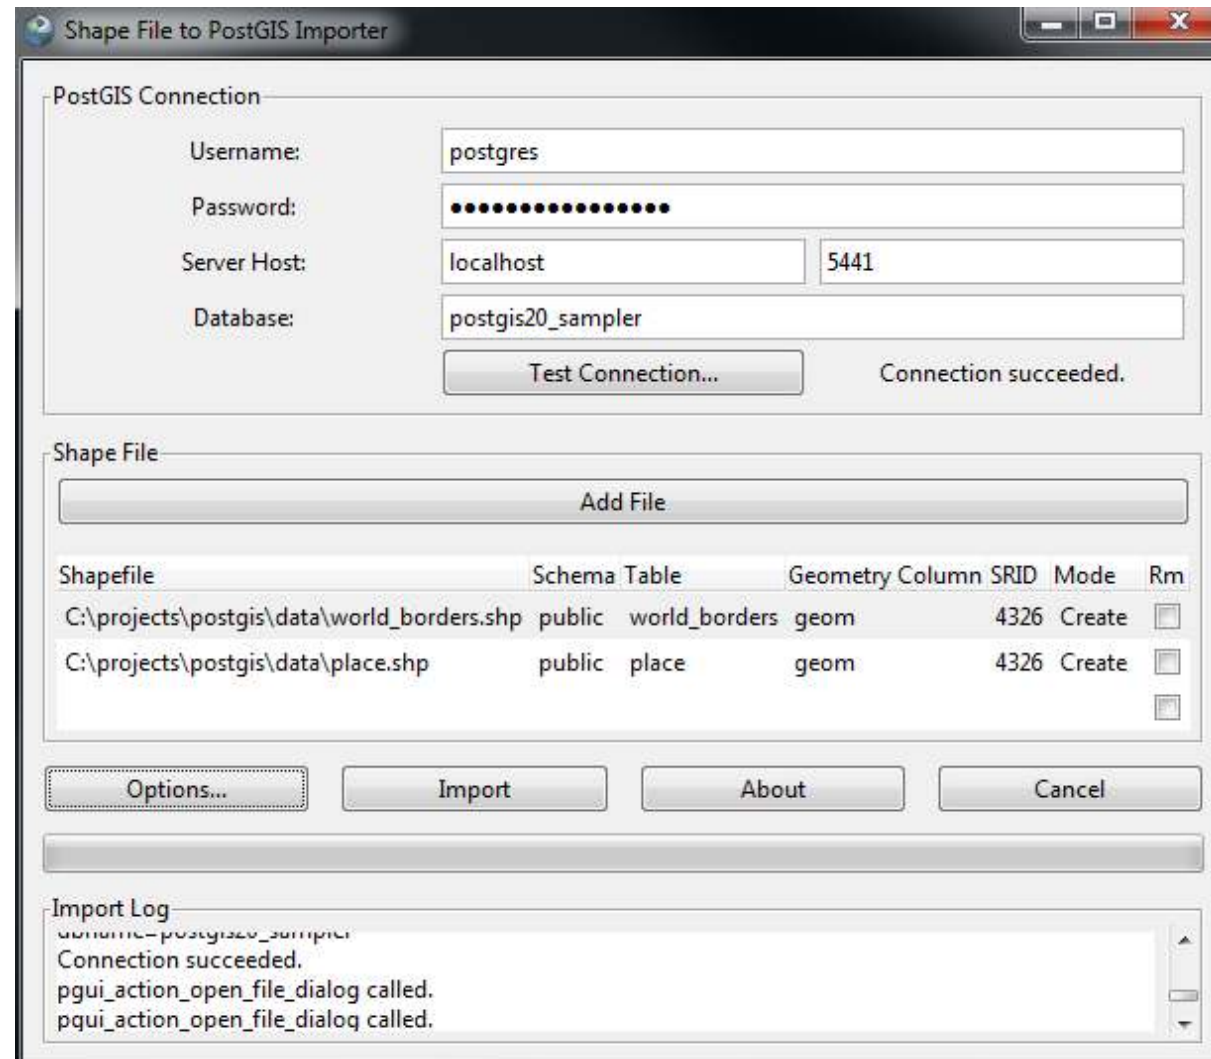 Shape File to PostGIS Importer
PostGIS Connection
Username: postgres
Password: ●●●●●●●●●●●●●●●●
Server Host: localhost 5441
Database: postgis20_sampler
Test Connection... Connection succeeded.
Shape File
Add File
Shapefile Schema Table Geometry Column SRID Mode Rm
C:\projects\postgis\data\world_borders.shp public world_borders geom 4326 Create
C:\projects\postgis\data\place.shp public place geom 4326 Create
Options... Import About Cancel
Import Log
dbname=postgis20_sampler
Connection succeeded.
pgui_action_open_file_dialog called.
pgui_action_open_file_dialog called.